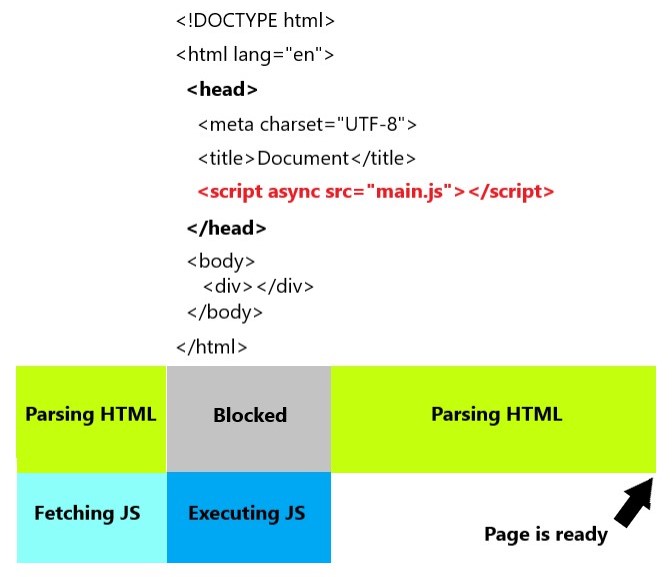 <!DOCTYPE html>
<html lang="en">
<head>
<meta charset="UTF-8">
<title>Document</title>
<script async src="main.js"></script>
</head>
<body>
<div></div>
</body>
</html>
Parsing HTML
Blocked
Parsing HTML
Fetching JS
Executing JS
Page is ready